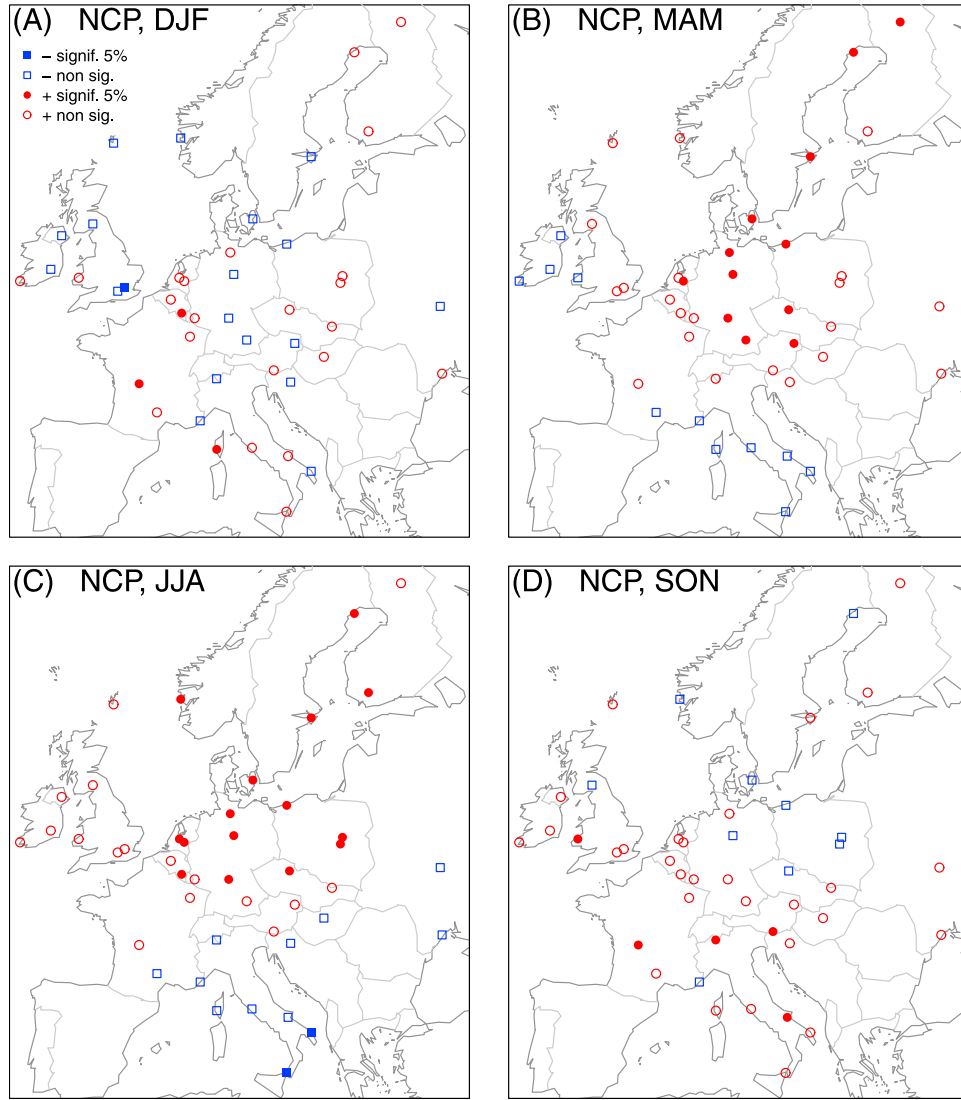 (A) NCP, DJF
– signif. 5%
– non sig.
+ signif. 5%
+ non sig.
(B) NCP, MAM
(C) NCP, JJA
(D) NCP, SON